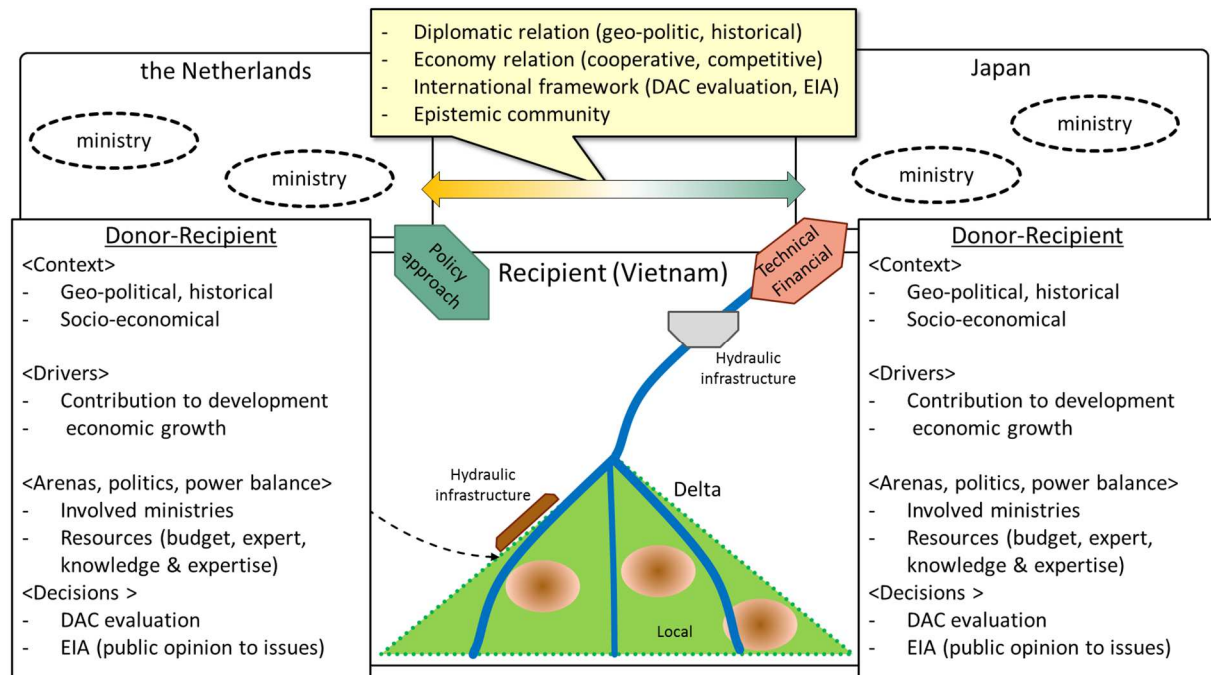 - Diplomatic relation (geo-politic, historical)
- Economy relation (cooperative, competitive)
- International framework (DAC evaluation, EIA)
- Epistemic community
the Netherlands
ministry
ministry
Japan
ministry
ministry
Donor-Recipient
<Context>
- Geo-political, historical
- Socio-economical
<Drivers>
- Contribution to development
- economic growth
<Arenas, politics, power balance>
- Involved ministries
- Resources (budget, expert,
knowledge & expertise)
<Decisions >
- DAC evaluation
- EIA (public opinion to issues)
Policy
approach
Recipient (Vietnam)
Technical
Financial
Hydraulic
infrastructure
Hydraulic
infrastructure
Delta
Local
Donor-Recipient
<Context>
- Geo-political, historical
- Socio-economical
<Drivers>
- Contribution to development
- economic growth
<Arenas, politics, power balance>
- Involved ministries
- Resources (budget, expert,
knowledge & expertise)
<Decisions >
- DAC evaluation
- EIA (public opinion to issues)